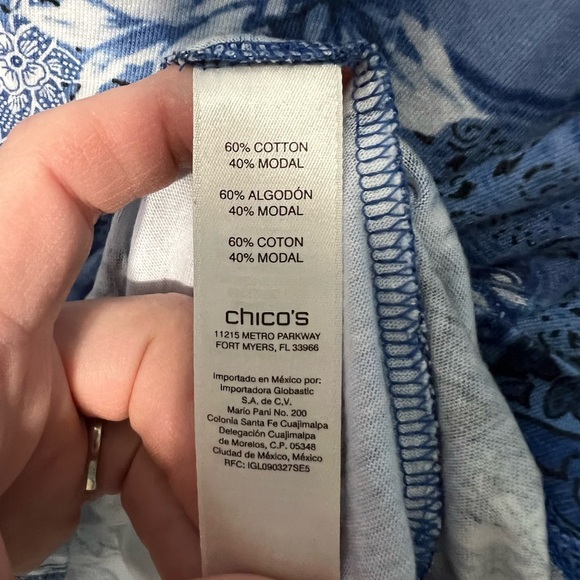 60% COTTON
40% MODAL
60% ALGODÓN
40% MODAL
60% COTON
40% MODAL
chico's
11215 METRO PARKWAY
FORT MYERS, FL 33966
Importado en México por:
Importadora Globastic
S.A. de C.V.
Mario Pani No. 200
Colonia Santa Fe Cuajimalpa
Delegación Cuajimalpa
de Morelos, C.P. 05348
Ciudad de México, México
RFC: IGL090327SE5